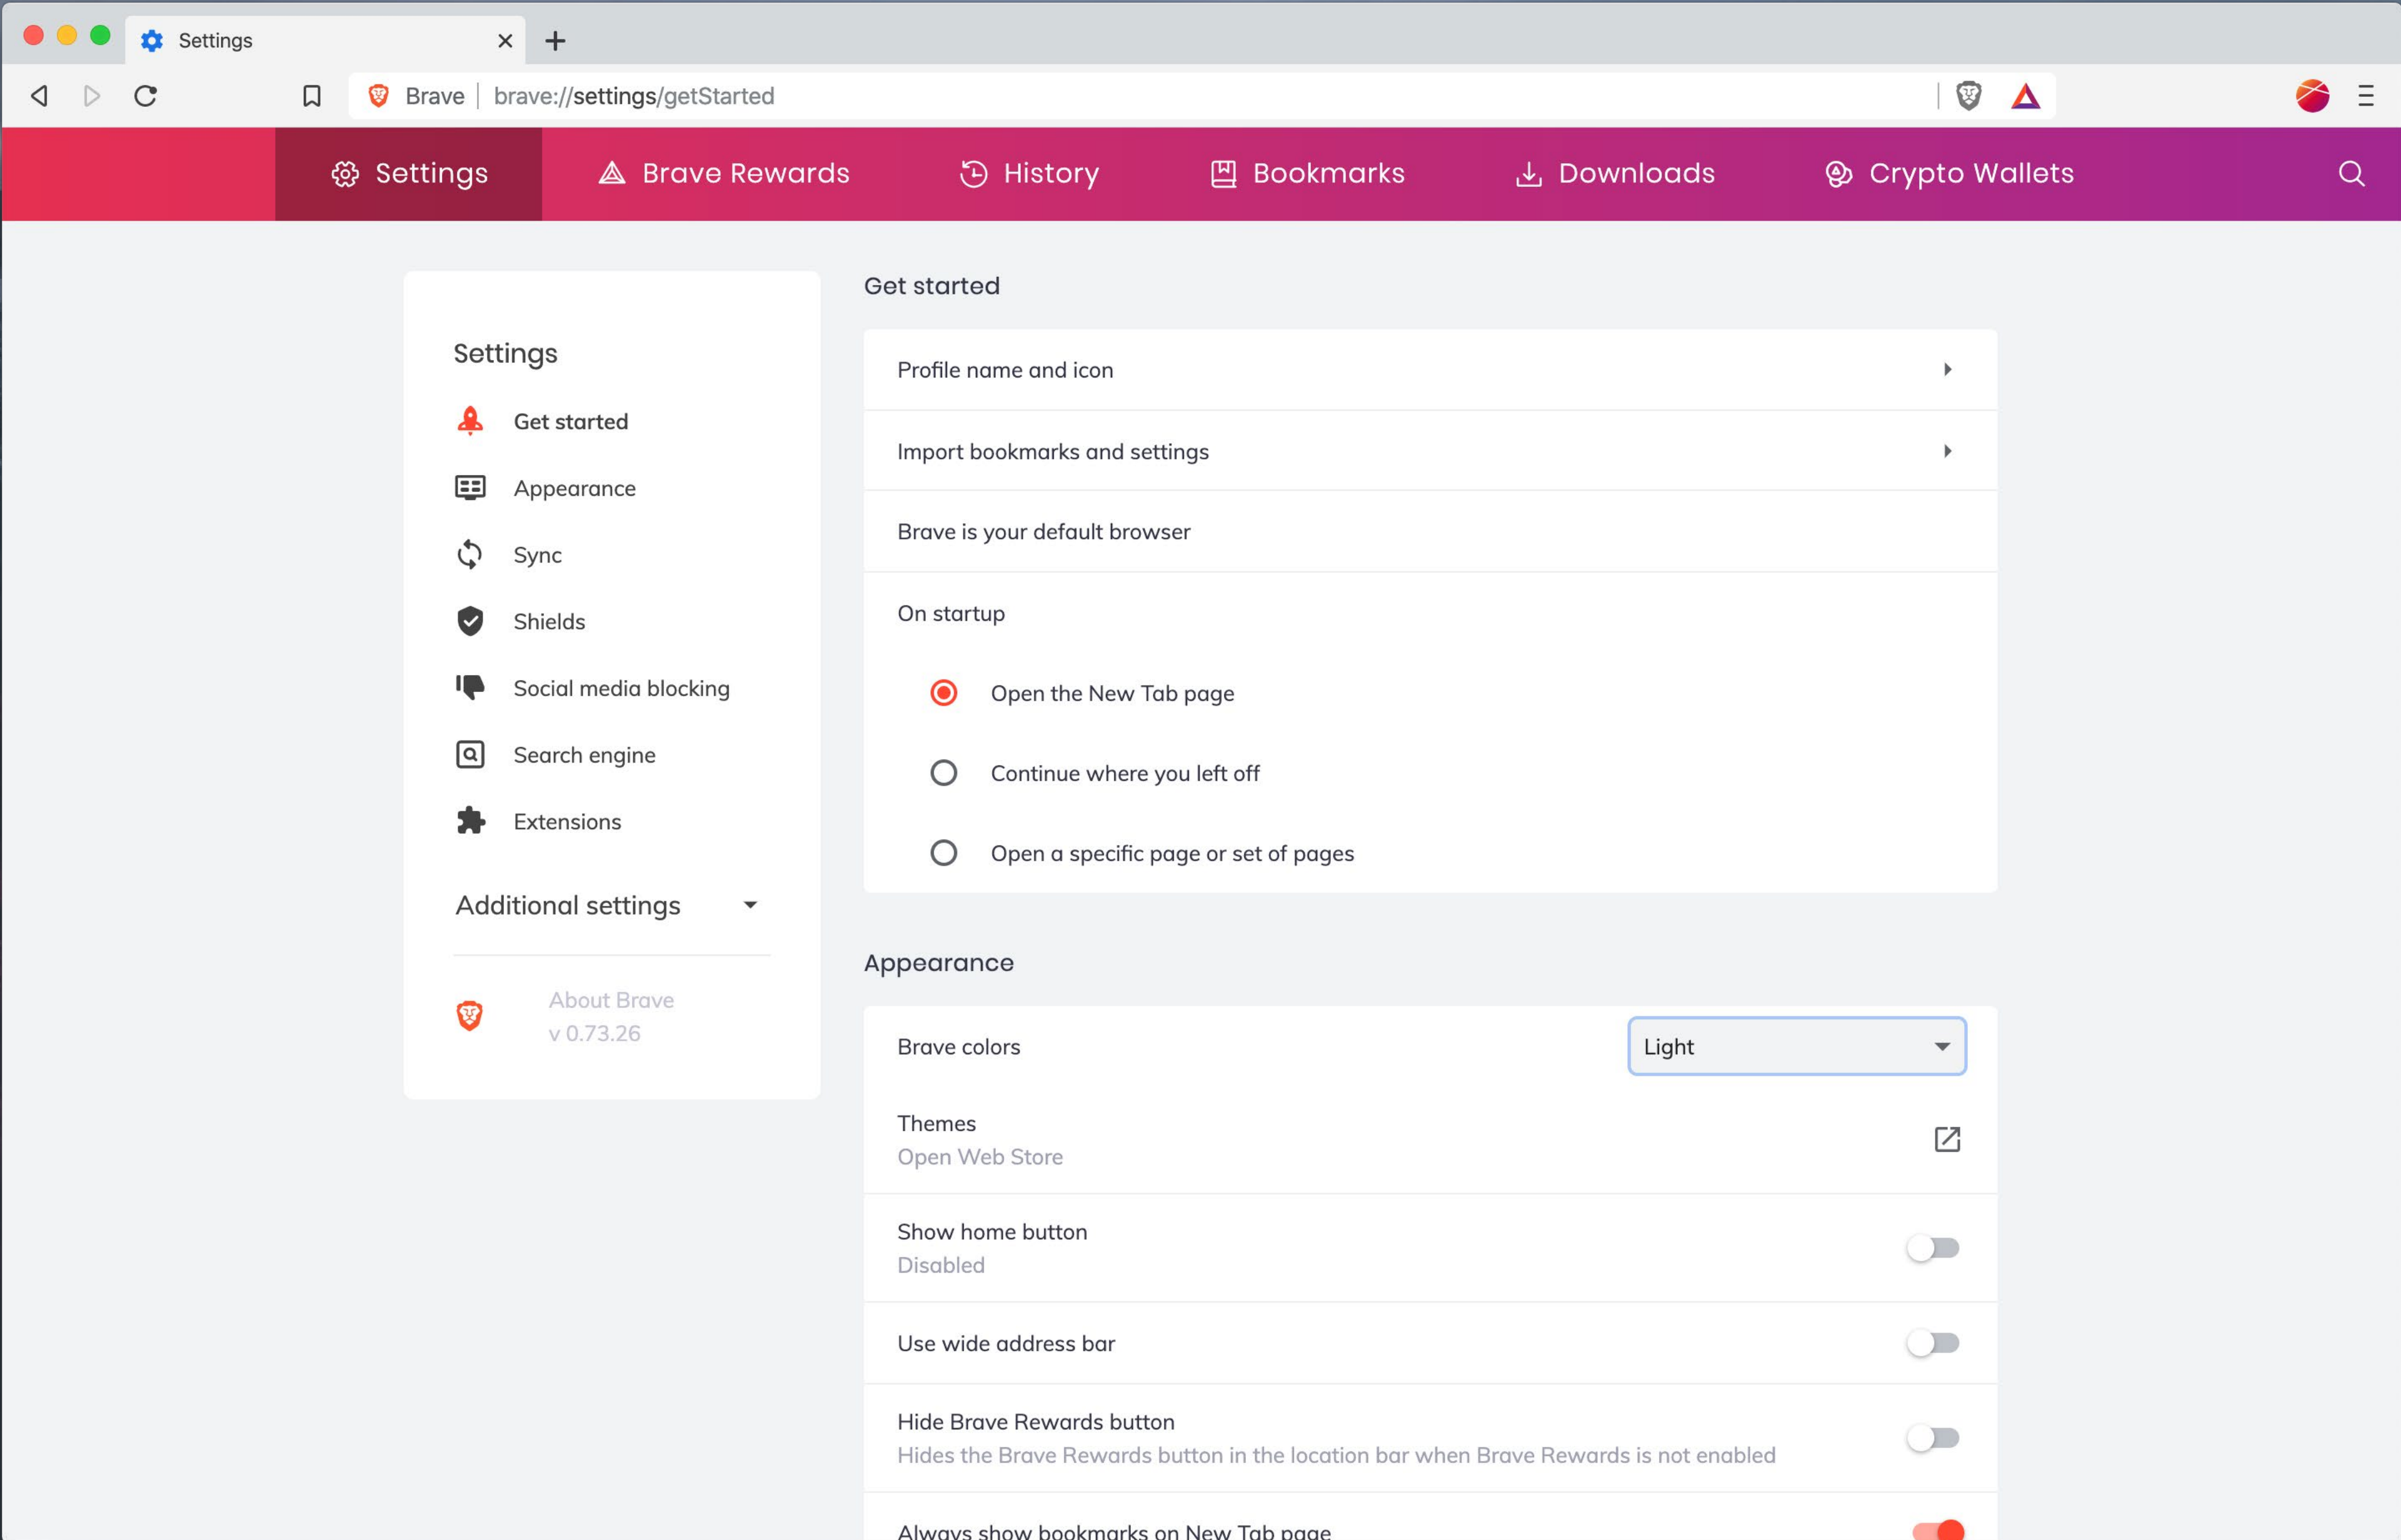 Settings
Brave
brave://settings/getStarted
Settings
Brave Rewards
History
Bookmarks
Downloads
Crypto Wallets
Settings
Get started
Appearance
Sync
Shields
Social media blocking
Search engine
Extensions
Additional settings
About Brave
v 0.73.26
Get started
Profile name and icon
Import bookmarks and settings
Brave is your default browser
On startup
Open the New Tab page
Continue where you left off
Open a specific page or set of pages
Appearance
Brave colors
Light
Themes
Open Web Store
Show home button
Disabled
Use wide address bar
Hide Brave Rewards button
Hides the Brave Rewards button in the location bar when Brave Rewards is not enabled
Always show bookmarks on New Tab page